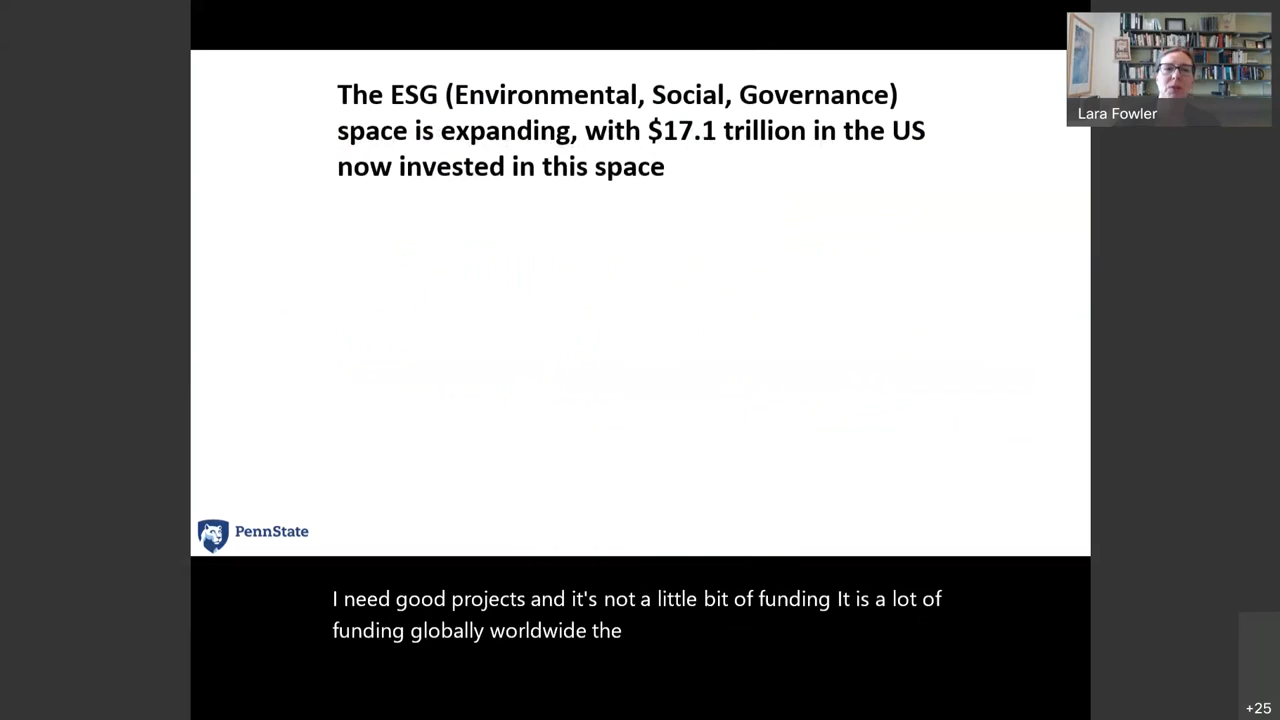 The ESG (Environmental, Social, Governance)
space is expanding, with $17.1 trillion in the US
now invested in this space
Lara Fowler
PennState
I need good projects and it's not a little bit of funding It is a lot of
funding globally worldwide the
+25